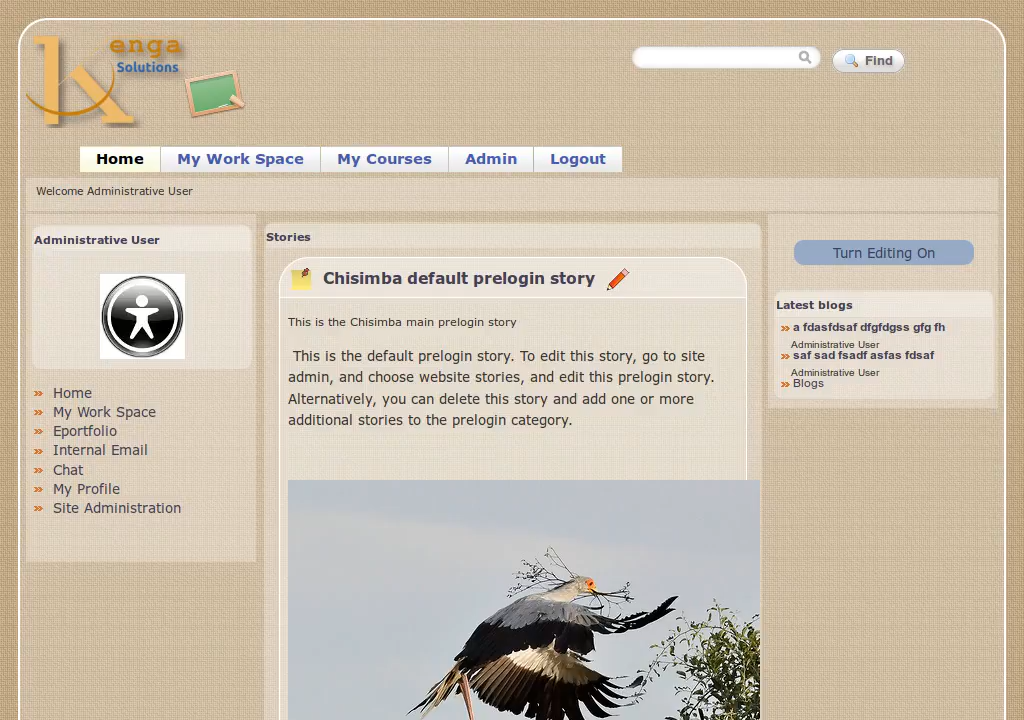 enga
Solutions
Find
Home My Work Space My Courses Admin Logout
Welcome Administrative User
Administrative User
Home
My Work Space
Eportfolio
Internal Email
Chat
My Profile
Site Administration
Stories
Chisimba default prelogin story
This is the Chisimba main prelogin story
This is the default prelogin story. To edit this story, go to site
admin, and choose website stories, and edit this prelogin story.
Alternatively, you can delete this story and add one or more
additional stories to the prelogin category.
Turn Editing On
Latest blogs
a fdasfdsaf dfgfdgss gfg fh
Administrative User
saf sad fsadf asfas fdsaf
Administrative User
Blogs